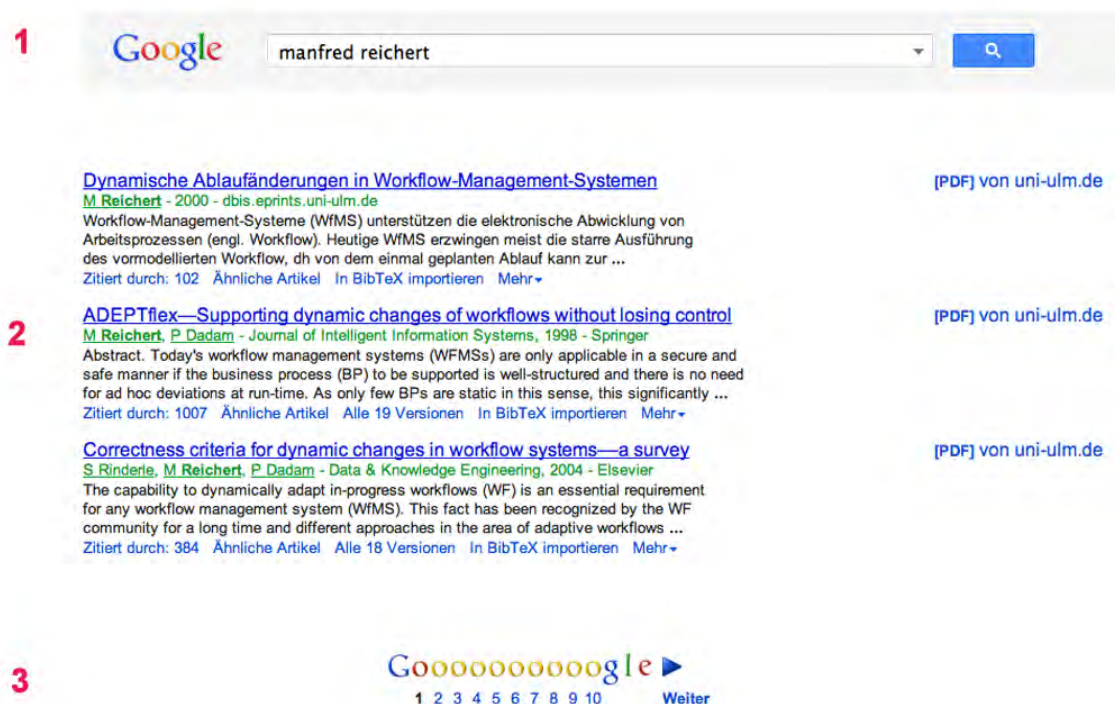 1
Google
manfred reichert
Dynamische Ablaufänderungen in Workflow-Management-Systemen
[PDF] von uni-ulm.de
M Reichert - 2000 - dbis.eprints.uni-ulm.de
Workflow-Management-Systeme (WfMS) unterstützen die elektronische Abwicklung von
Arbeitsprozessen (engl. Workflow). Heutige WfMS erzwingen meist die starre Ausführung
des vormodellierten Workflow, dh von dem einmal geplanten Ablauf kann zur ...
Zitiert durch: 102 Ähnliche Artikel In BibTeX importieren Mehr
2
ADEPTflex—Supporting dynamic changes of workflows without losing control
[PDF] von uni-ulm.de
M Reichert, P Dadam - Journal of Intelligent Information Systems, 1998 - Springer
Abstract. Today's workflow management systems (WFMSs) are only applicable in a secure and
safe manner if the business process (BP) to be supported is well-structured and there is no need
for ad hoc deviations at run-time. As only few BPs are static in this sense, this significantly ...
Zitiert durch: 1007 Ähnliche Artikel Alle 19 Versionen In BibTeX importieren Mehr
Correctness criteria for dynamic changes in workflow systems––a survey
[PDF] von uni-ulm.de
S Rinderle, M Reichert, P Dadam - Data & Knowledge Engineering, 2004 - Elsevier
The capability to dynamically adapt in-progress workflows (WF) is an essential requirement
for any workflow management system (WfMS). This fact has been recognized by the WF
community for a long time and different approaches in the area of adaptive workflows ...
Zitiert durch: 384 Ähnliche Artikel Alle 18 Versionen In BibTeX importieren Mehr
3
Goooooooooogle
1 2 3 4 5 6 7 8 9 10 Weiter